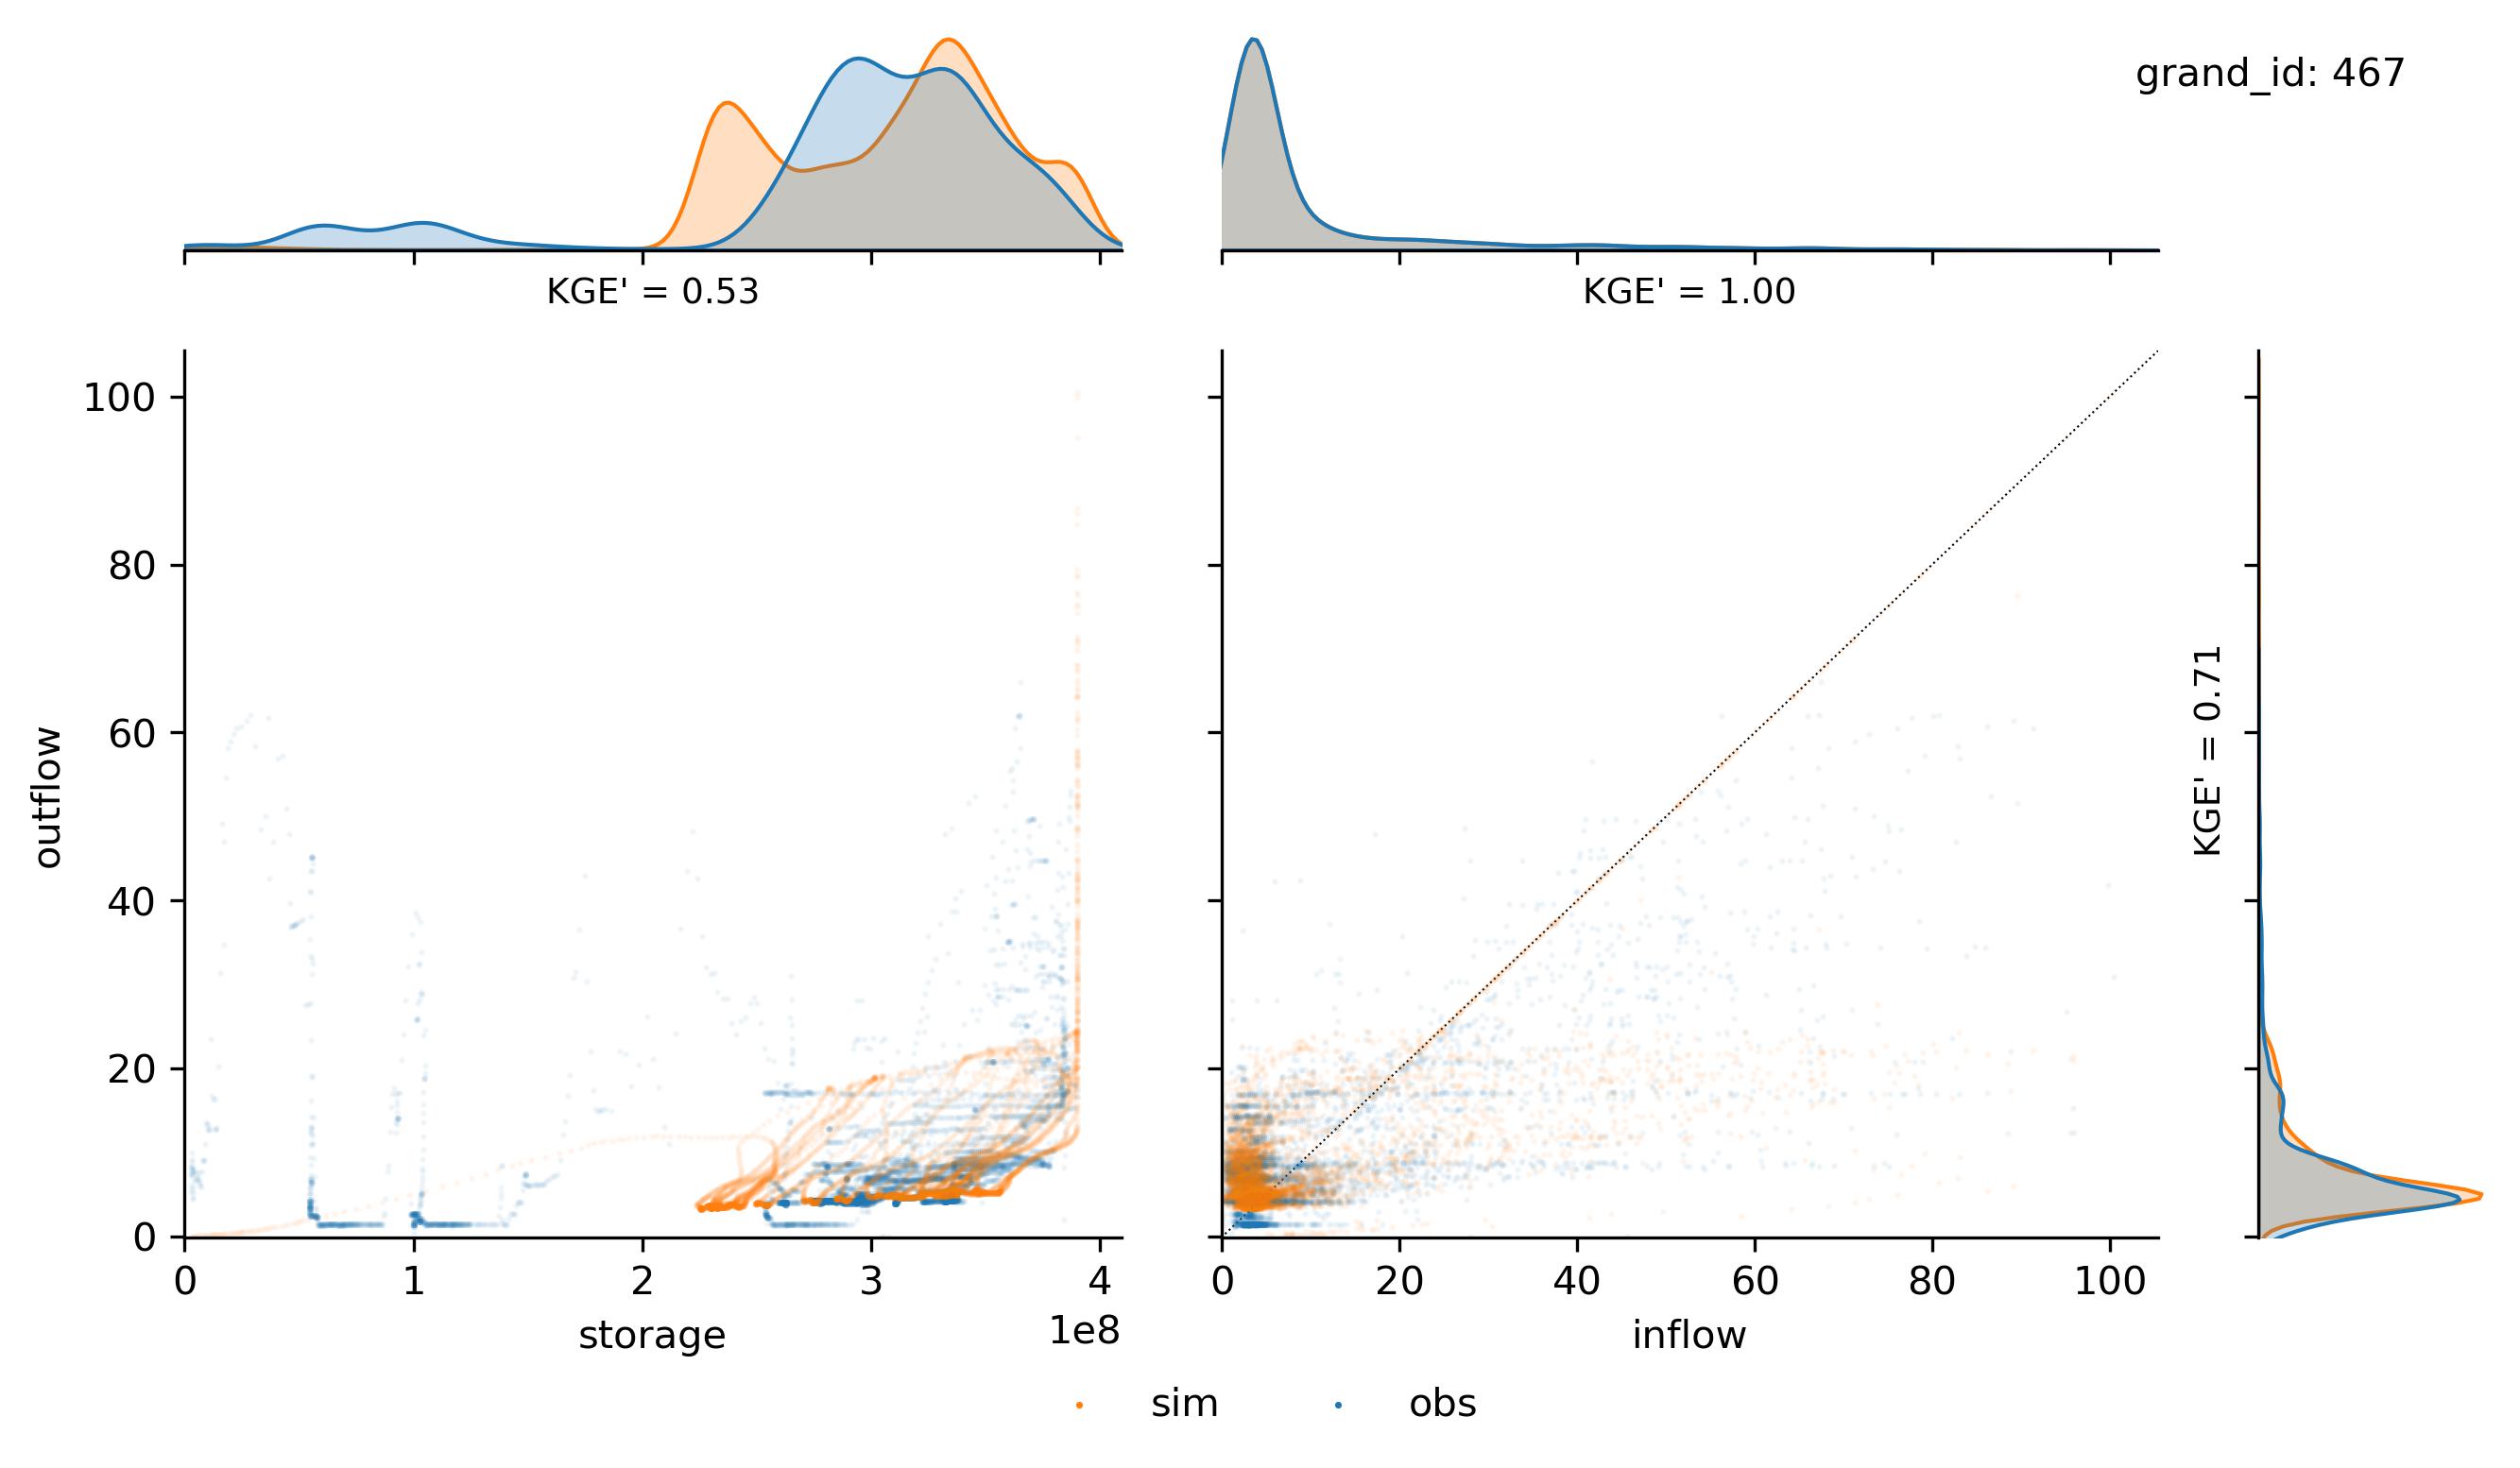 grand_id: 467
KGE' = 0.53
KGE' = 1.00
100
80
60
40
20
0
outflow
KGE' = 0.71
0 1 2 3 4
1e8
storage
0 20 40 60 80 100
inflow
sim obs